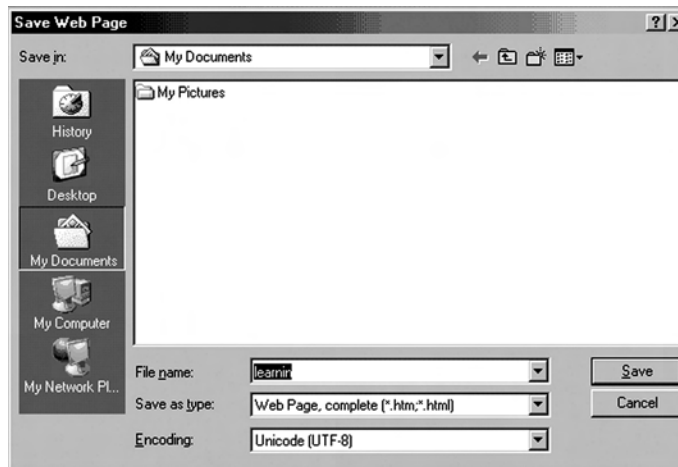 Save Web Page
Save in: My Documents
My Pictures
History
Desktop
My Documents
My Computer
My Network Pl...
File name: learnin Save
Save as type: Web Page, complete (*.htm;*.html) Cancel
Encoding: Unicode (UTF-8)